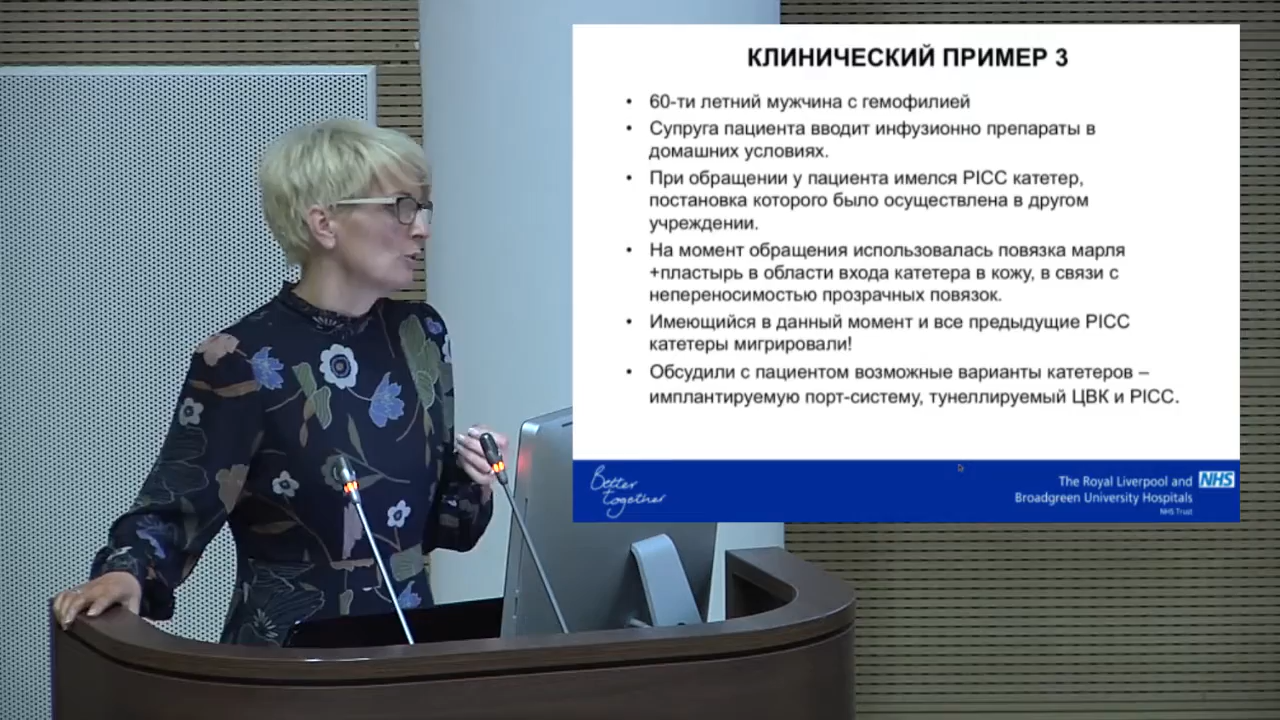 КЛИНИЧЕСКИЙ ПРИМЕР 3
• 60-ти летний мужчина с гемофилией
• Супруга пациента вводит инфузионно препараты в
домашних условиях.
• При обращении у пациента имелся PICC катетер,
постановка которого было осуществлена в другом
учреждении.
• На момент обращения использовалась повязка марля
+пластырь в области входа катетера в кожу, в связи с
непереносимостью прозрачных повязок.
• Имеющийся в данный момент и все предыдущие PICC
катетеры мигрировали!
• Обсудили с пациентом возможные варианты катетеров –
имплантируемую порт-систему, тунеллируемый ЦВК и PICC.
Better
together
The Royal Liverpool and NHS
Broadgreen University Hospitals
NHS Trust